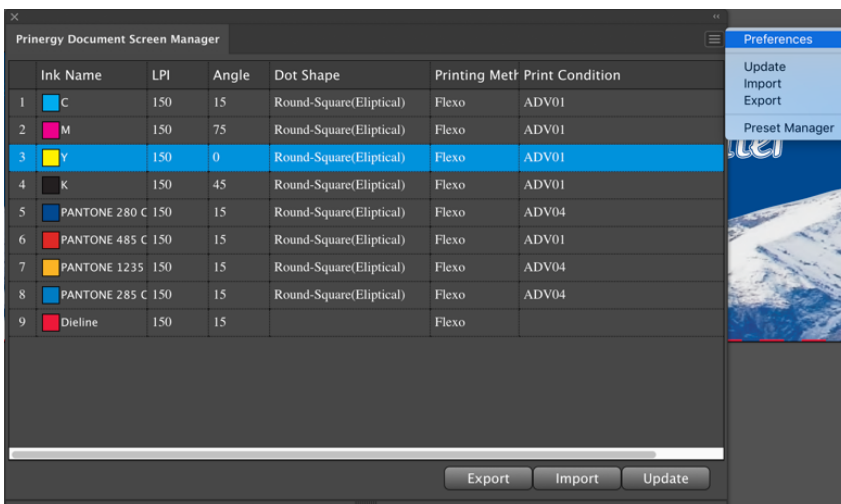 Prinergy Document Screen Manager
Preferences
Update
Import
Export
Preset Manager
Ink Name LPI Angle Dot Shape Printing Meth Print Condition
1 C 150 15 Round-Square(Eliptical) Flexo ADV01
2 M 150 75 Round-Square(Eliptical) Flexo ADV01
3 Y 150 0 Round-Square(Eliptical) Flexo ADV01
4 K 150 45 Round-Square(Eliptical) Flexo ADV01
5 PANTONE 280 C 150 15 Round-Square(Eliptical) Flexo ADV04
6 PANTONE 485 C 150 15 Round-Square(Eliptical) Flexo ADV01
7 PANTONE 1235 150 15 Round-Square(Eliptical) Flexo ADV04
8 PANTONE 285 C 150 15 Round-Square(Eliptical) Flexo ADV04
9 Dieline 150 15 Flexo
Export Import Update